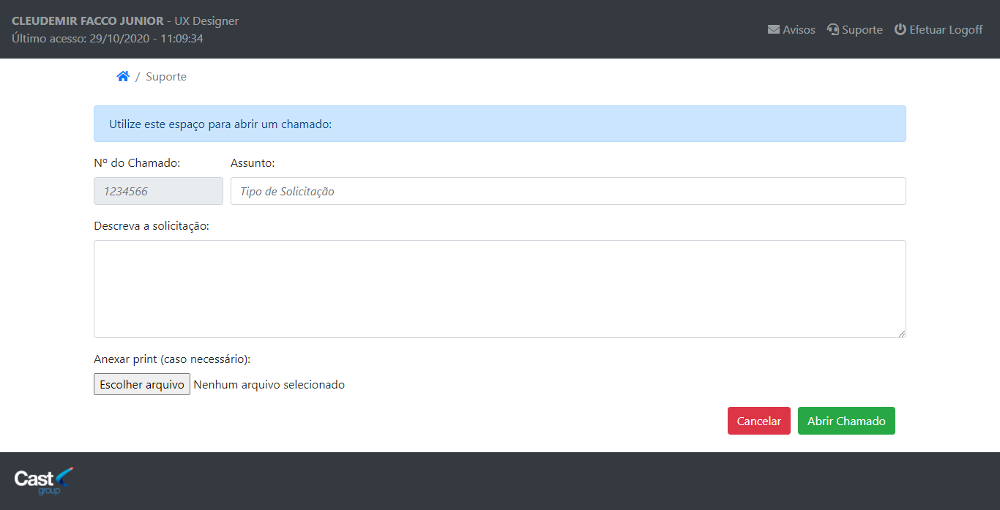 CLEUDEMIR FACCO JUNIOR - UX Designer
Último acesso: 29/10/2020 - 11:09:34
Avisos Suporte Efetuar Logoff
/ Suporte
Utilize este espaço para abrir um chamado:
Nº do Chamado: Assunto:
1234566 Tipo de Solicitação
Descreva a solicitação:
Anexar print (caso necessário):
Escolher arquivo Nenhum arquivo selecionado
Cancelar Abrir Chamado
Cast
group